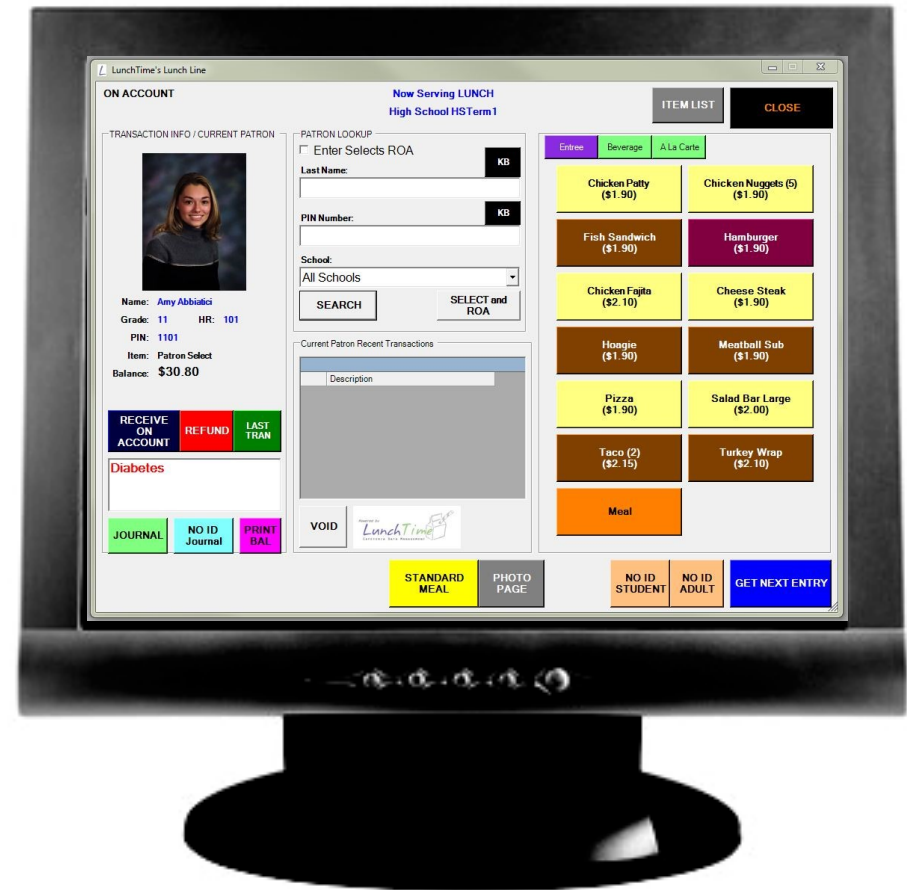 LunchTime's Lunch Line
ON ACCOUNT
Now Serving LUNCH
High School HSTerm1
ITEM LIST
CLOSE
TRANSACTION INFO / CURRENT PATRON
Name: Amy Abbiatici
Grade: 11 HR: 101
PIN: 1101
Item: Patron Select
Balance: $30.80
RECEIVE
ON
ACCOUNT
REFUND
LAST
TRAN
Diabetes
JOURNAL
NO ID
Journal
PRINT
BAL
PATRON LOOKUP
Enter Selects ROA
KB
Last Name:
KB
PIN Number:
School:
All Schools
SEARCH
SELECT and
ROA
Current Patron Recent Transactions
Description
VOID
Powered By
LunchTime
Cafeteria Data Management
Entree
Beverage
A La Carte
Chicken Patty
($1.90)
Chicken Nuggets (5)
($1.90)
Fish Sandwich
($1.90)
Hamburger
($1.90)
Chicken Fajita
($2.10)
Cheese Steak
($1.90)
Hoagie
($1.90)
Meatball Sub
($1.90)
Pizza
($1.90)
Salad Bar Large
($2.00)
Taco (2)
($2.15)
Turkey Wrap
($2.10)
Meal
STANDARD
MEAL
PHOTO
PAGE
NO ID
STUDENT
NO ID
ADULT
GET NEXT ENTRY